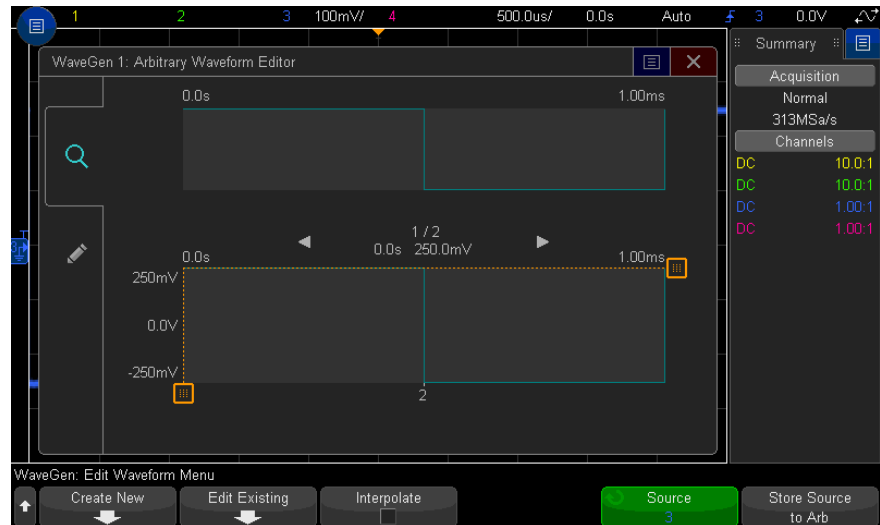 1 2 3 100mV/ 4 500.0us/ 0.0s Auto 3 0.0V
Summary
WaveGen 1: Arbitrary Waveform Editor
Acquisition
Normal
313MSa/s
Channels
DC 10.0:1
DC 10.0:1
DC 1.00:1
DC 1.00:1
0.0s 1.00ms
1 / 2
0.0s 250.0mV
0.0s 1.00ms
250mV
0.0V
-250mV
2
3
WaveGen: Edit Waveform Menu
Create New
Edit Existing
Interpolate
Source
3
Store Source
to Arb